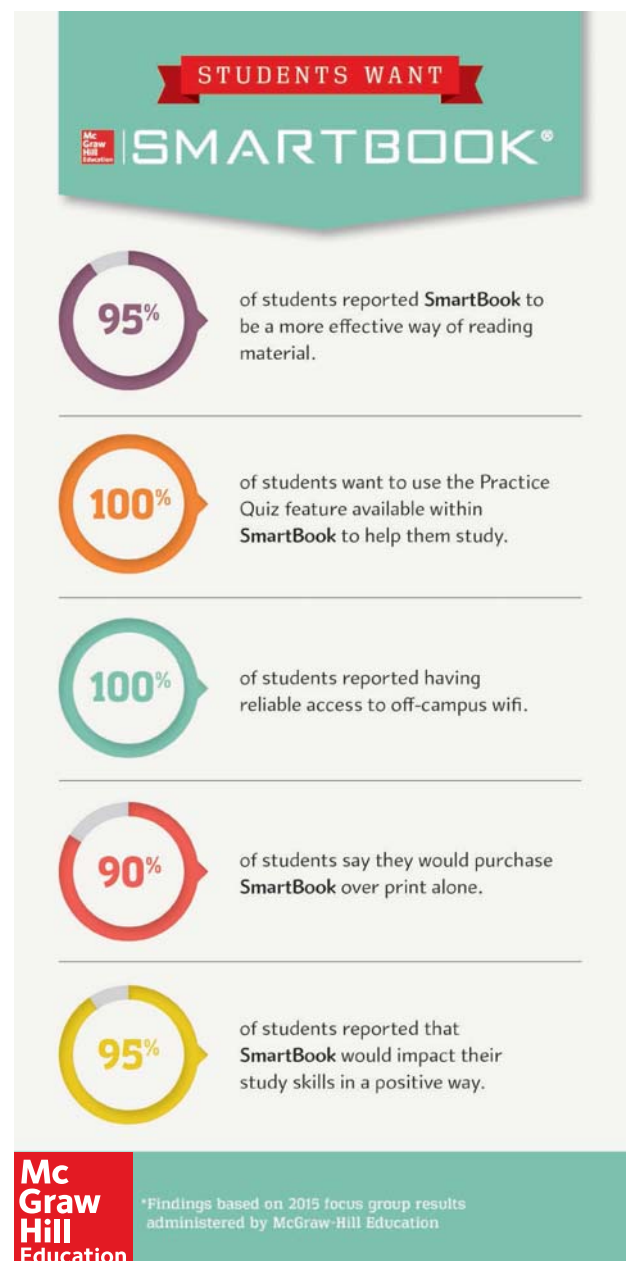 STUDENTS WANT
Mc
Graw
Hill
Education
SMARTBOOK®
95%
of students reported SmartBook to
be a more effective way of reading
material.
100%
of students want to use the Practice
Quiz feature available within
SmartBook to help them study.
100%
of students reported having
reliable access to off-campus wifi.
90%
of students say they would purchase
SmartBook over print alone.
95%
of students reported that
SmartBook would impact their
study skills in a positive way.
Mc
Graw
Hill
Education
*Findings based on 2015 focus group results
administered by McGraw-Hill Education